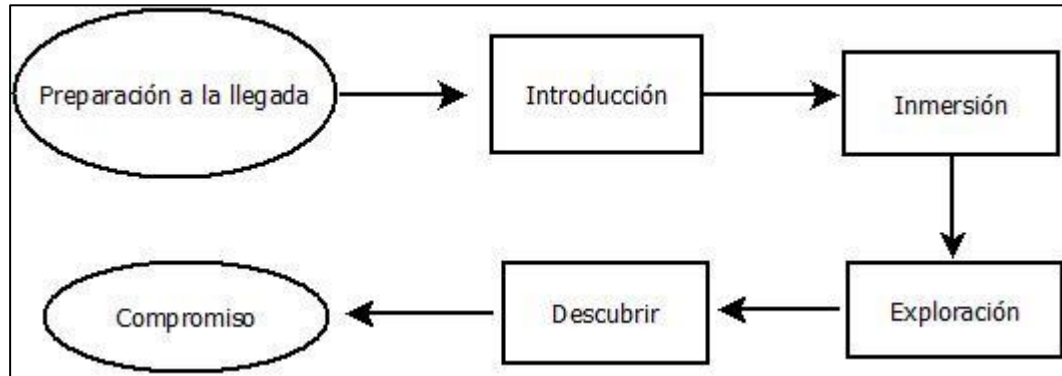 Preparación a la llegada
Introducción
Inmersión
Exploración
Descubrir
Compromiso